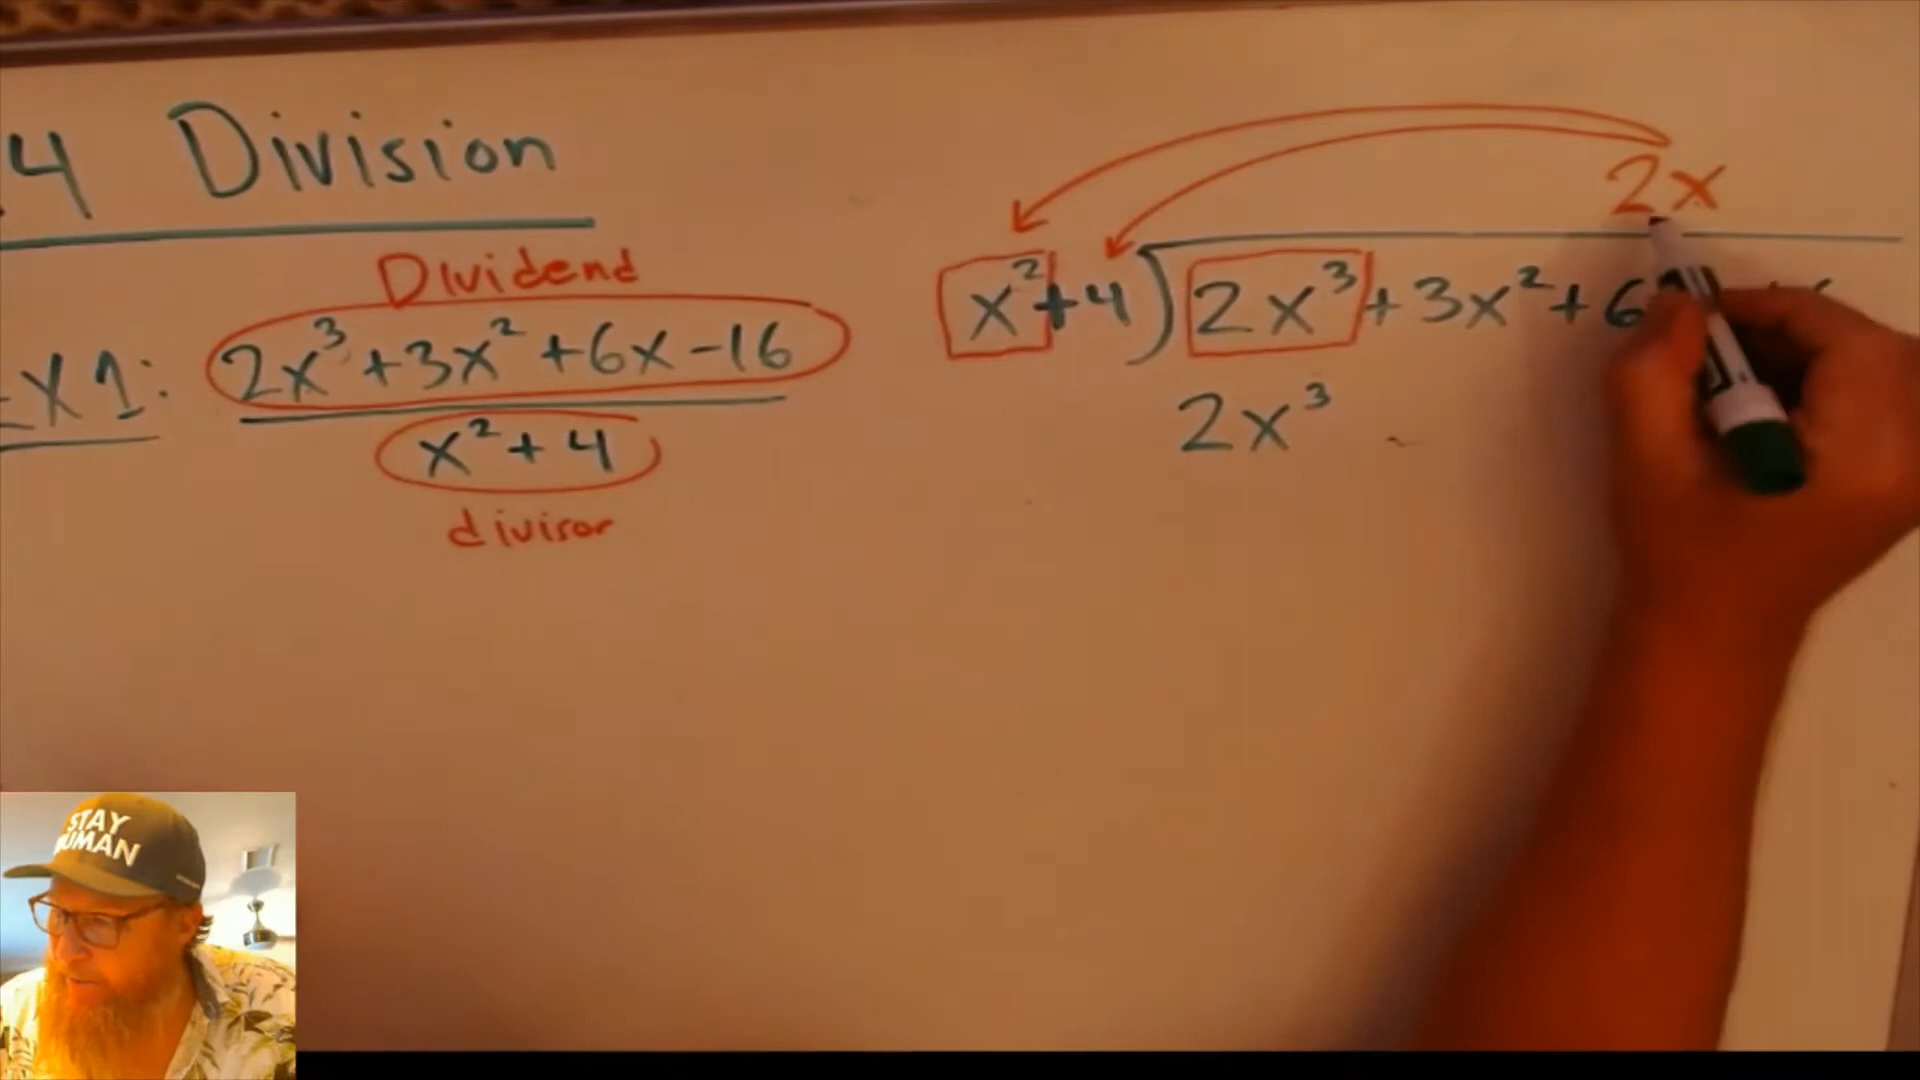 .4 Division
Dividend
EX1: 2x³+3x²+6x-16
x²+4
divisor
2x
x²+4)2x³+3x²+6
2x³
STAY
HUMAN